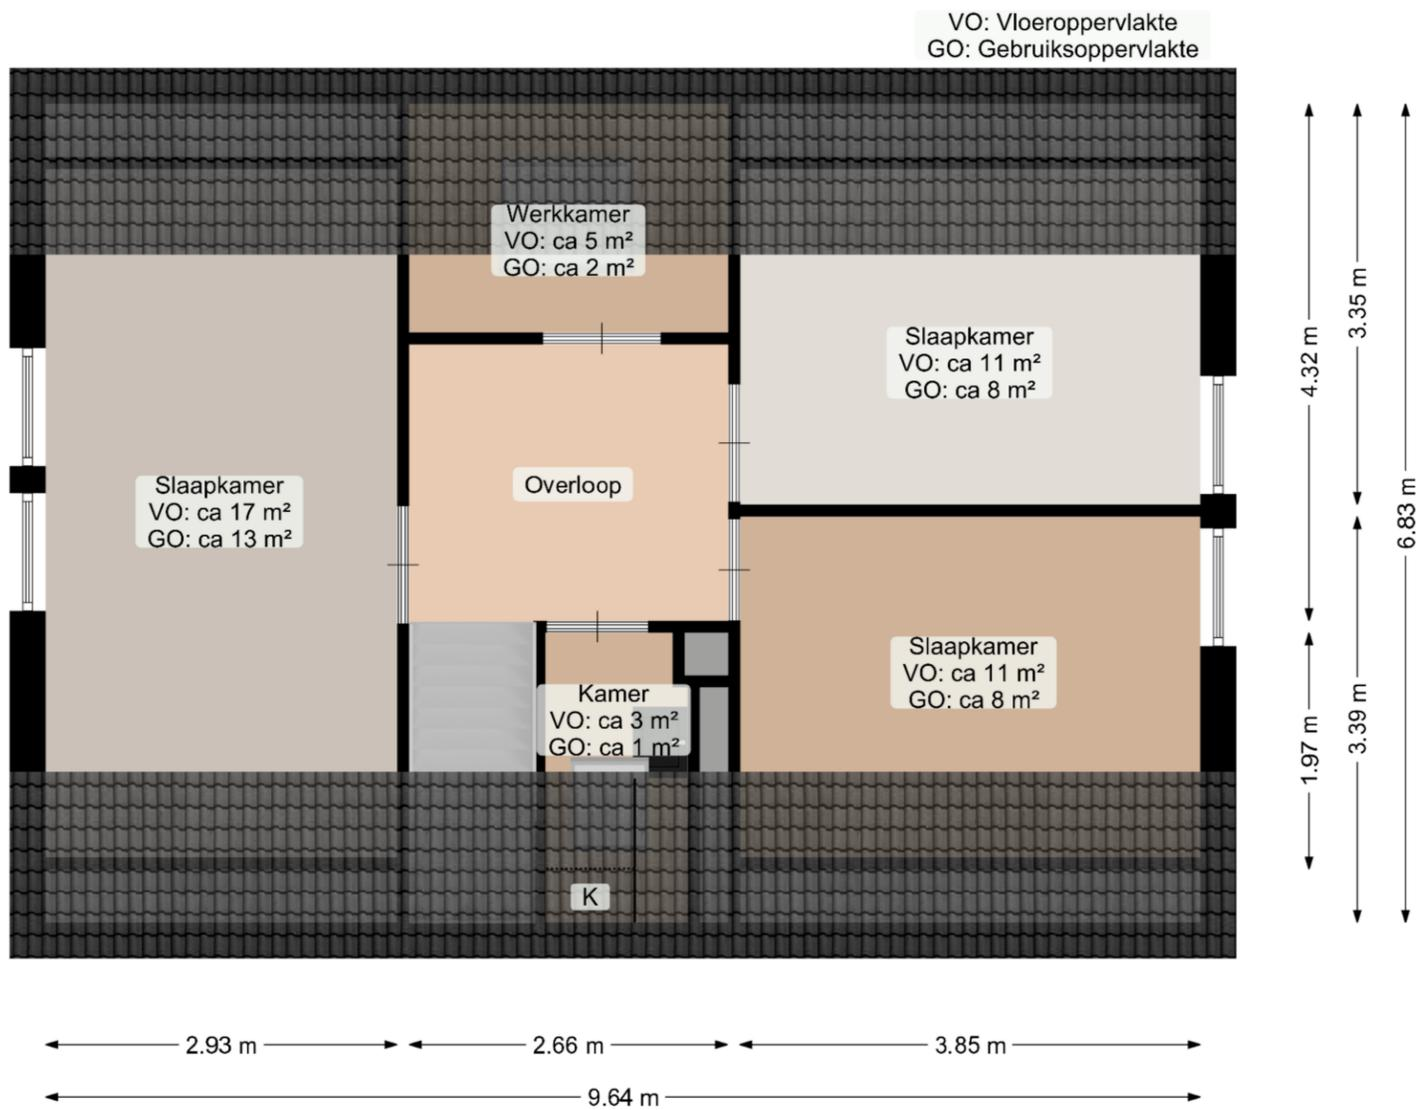 VO: Vloeroppervlakte
GO: Gebruiksoppervlakte
Werkkamer
VO: ca 5 m²
GO: ca 2 m²
Slaapkamer
VO: ca 11 m²
GO: ca 8 m²
Slaapkamer
VO: ca 17 m²
GO: ca 13 m²
Overloop
Slaapkamer
VO: ca 11 m²
GO: ca 8 m²
Kamer
VO: ca 3 m²
GO: ca 1 m²
K
4.32 m
3.35 m
6.83 m
1.97 m
3.39 m
2.93 m
2.66 m
3.85 m
9.64 m